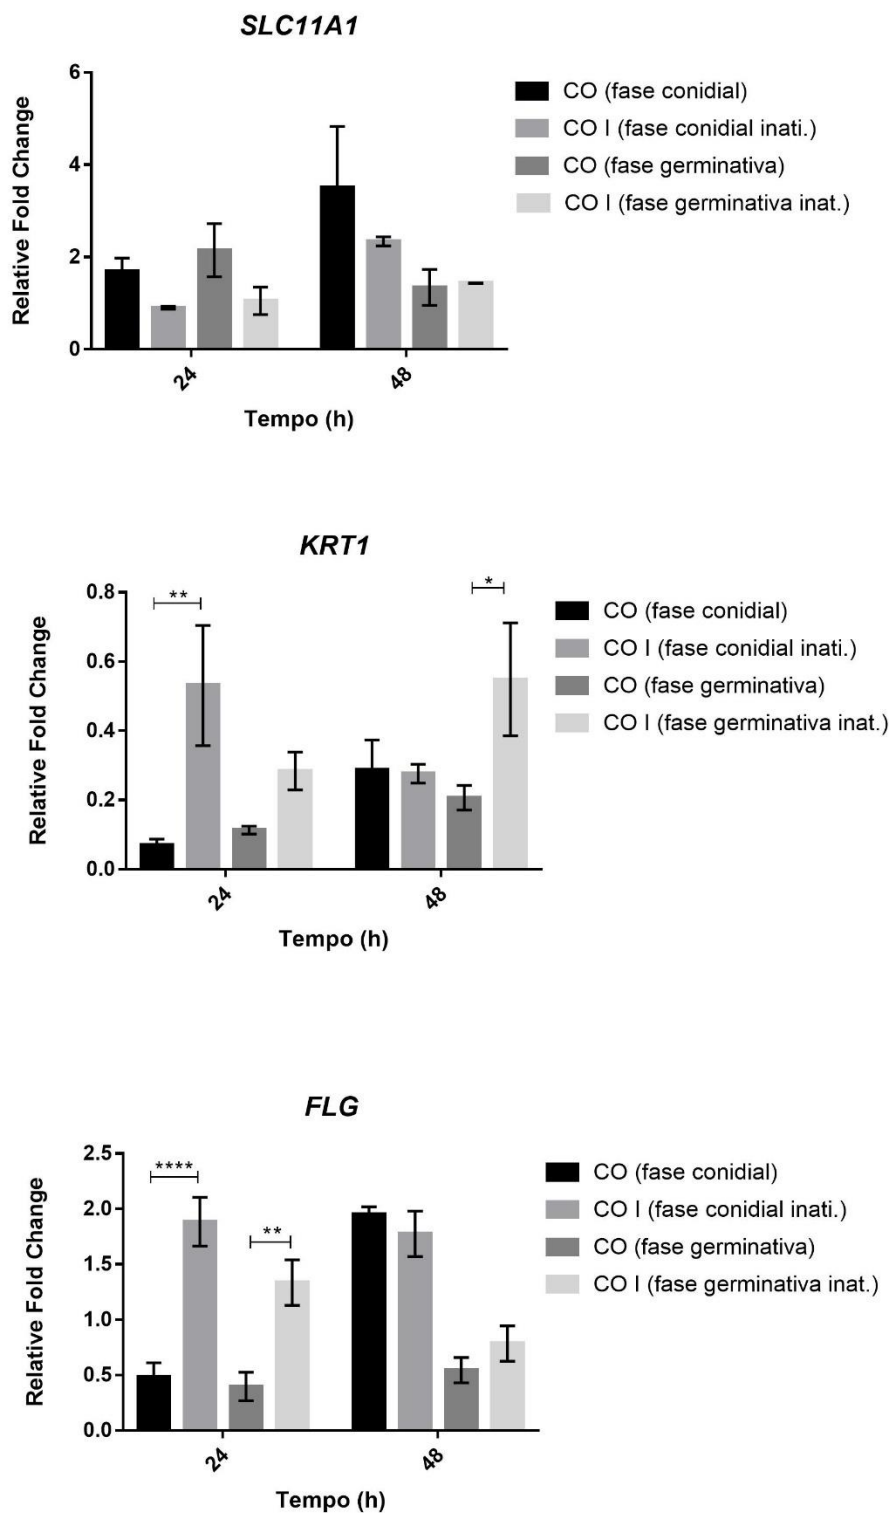 SLC11A1
6
4
2
0
Relative Fold Change
24
48
Tempo (h)
CO (fase conidial)
CO I (fase conidial inati.)
CO (fase germinativa)
CO I (fase germinativa inat.)
KRT1
0.8
0.6
0.4
0.2
0.0
Relative Fold Change
**
*
24
48
Tempo (h)
CO (fase conidial)
CO I (fase conidial inati.)
CO (fase germinativa)
CO I (fase germinativa inat.)
FLG
2.5
2.0
1.5
1.0
0.5
0.0
Relative Fold Change
****
**
24
48
Tempo (h)
CO (fase conidial)
CO I (fase conidial inati.)
CO (fase germinativa)
CO I (fase germinativa inat.)